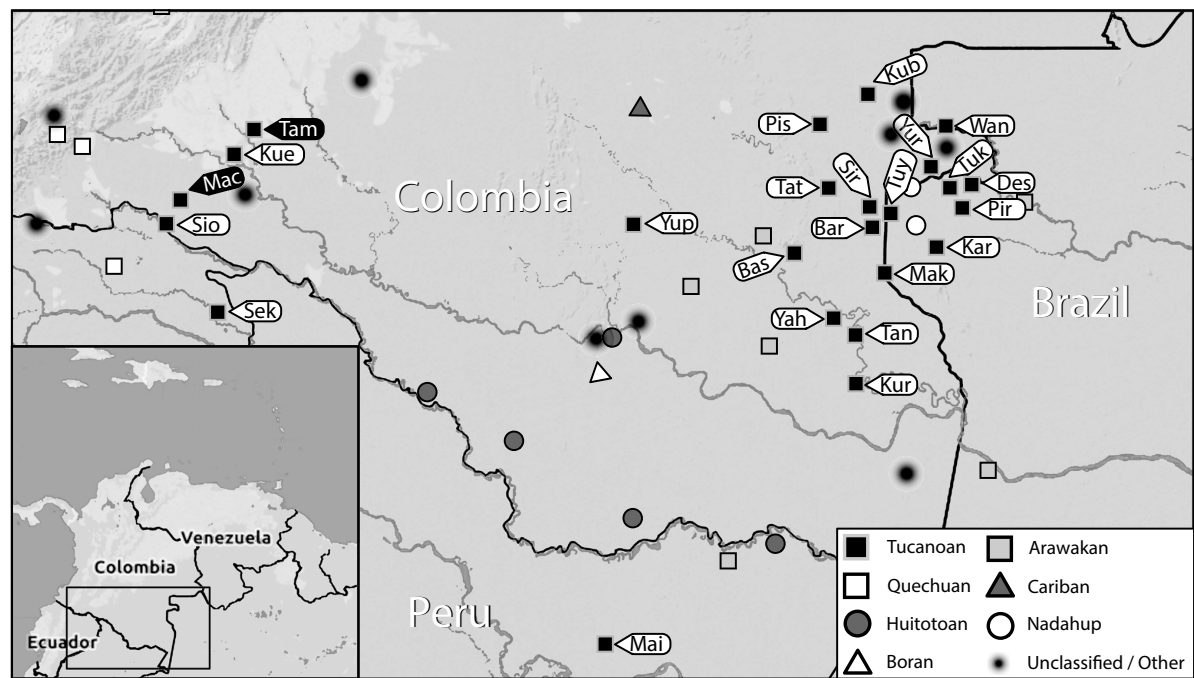 Kub
Tam
Pis
Yur
Wan
Kue
Tuk
Mac
Sir
Tuy
Tat
Des
Colombia
Pir
Sio
Yup
Bar
Kar
Bas
Mak
Brazil
Sek
Yah
Tan
Kur
Venezuela
Colombia
Ecuador
Peru
Mai
Tucanoan
Arawakan
Quechuan
Cariban
Huitotoan
Nadahup
Boran
Unclassified / Other